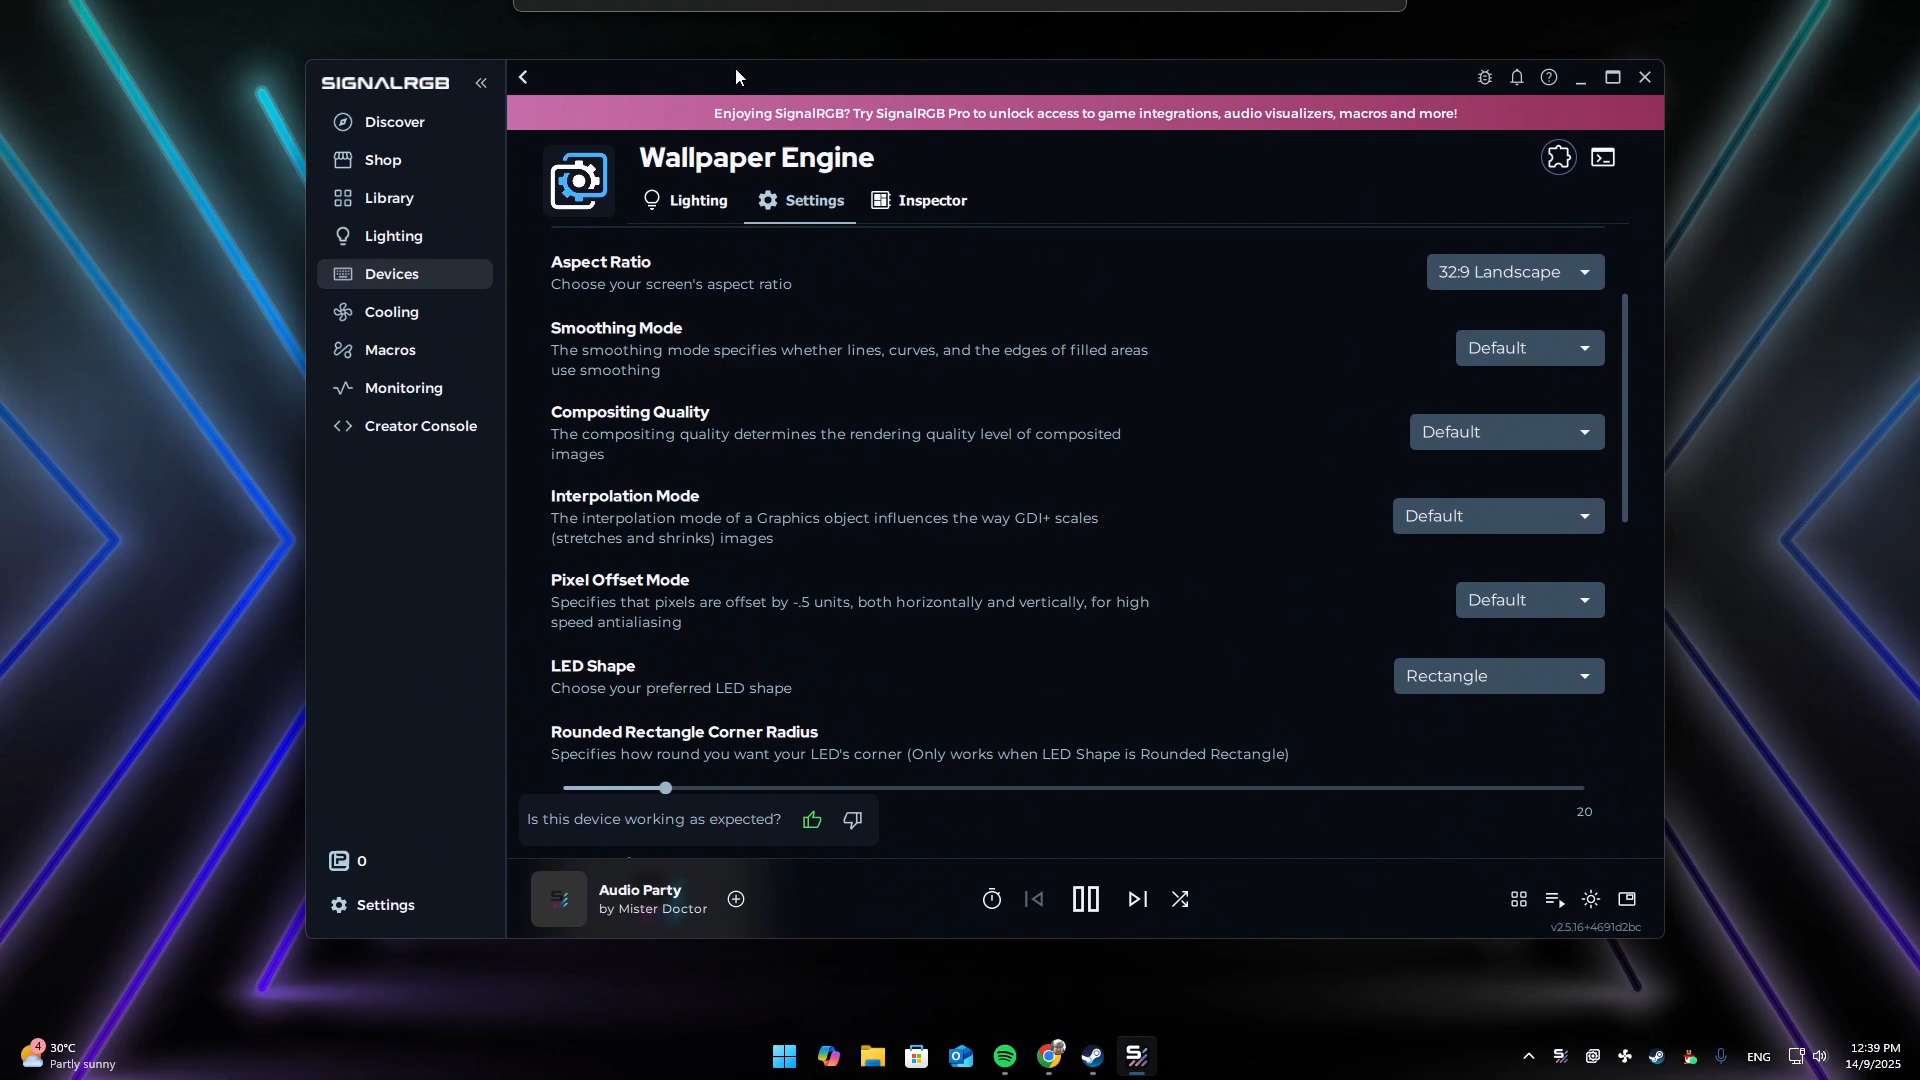 SIGNALRGB
Discover
Shop
Library
Lighting
Devices
Cooling
Macros
Monitoring
Creator Console
0
Settings
Enjoying SignalRGB? Try SignalRGB Pro to unlock access to game integrations, audio visualizers, macros and more!
Wallpaper Engine
Lighting
Settings
Inspector
Aspect Ratio
Choose your screen's aspect ratio
32:9 Landscape
Smoothing Mode
The smoothing mode specifies whether lines, curves, and the edges of filled areas
use smoothing
Default
Compositing Quality
The compositing quality determines the rendering quality level of composited
images
Default
Interpolation Mode
The interpolation mode of a Graphics object influences the way GDI+ scales
(stretches and shrinks) images
Default
Pixel Offset Mode
Specifies that pixels are offset by -.5 units, both horizontally and vertically, for high
speed antialiasing
Default
LED Shape
Choose your preferred LED shape
Rectangle
Rounded Rectangle Corner Radius
Specifies how round you want your LED's corner (Only works when LED Shape is Rounded Rectangle)
20
Is this device working as expected?
Audio Party
by Mister Doctor
v2.5.16+4691d2bc
4
30°C
Partly sunny
ENG
12:39 PM
14/9/2025